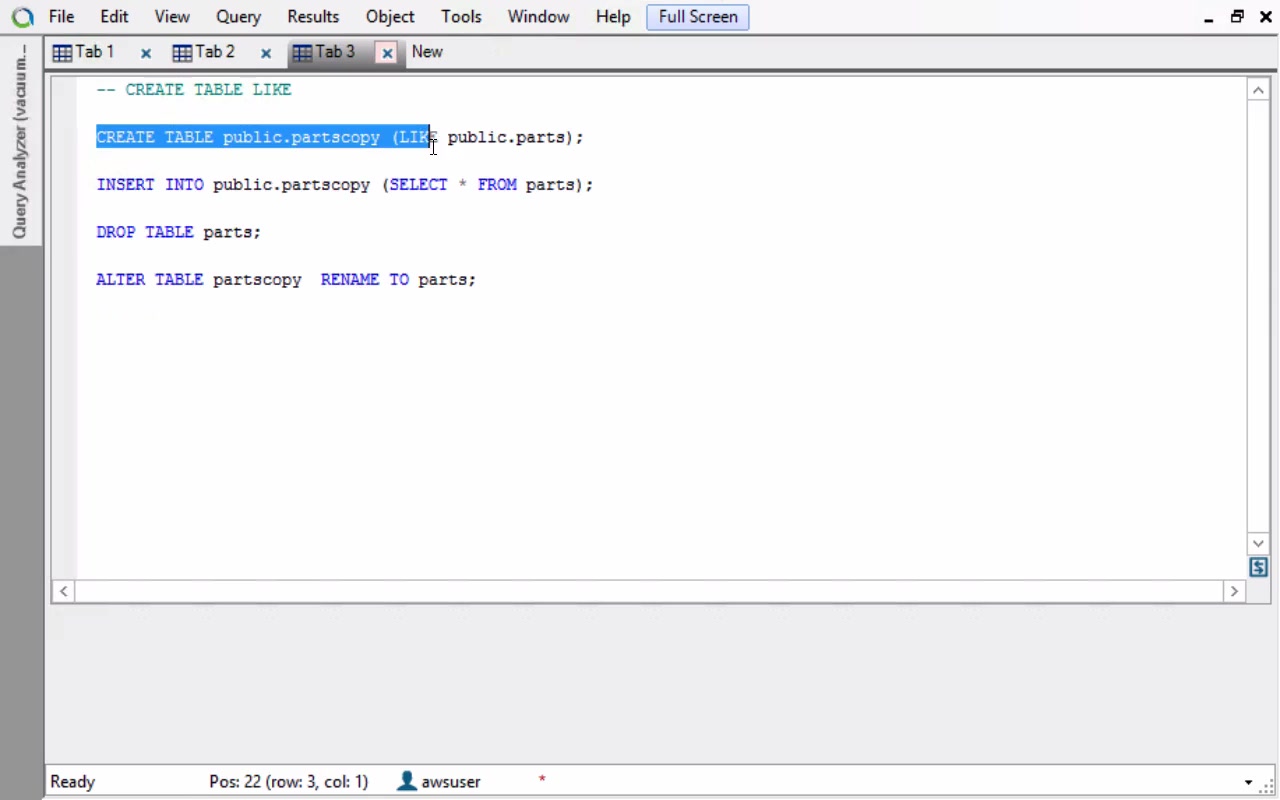 File Edit View Query Results Object Tools Window Help Full Screen
Tab 1 x Tab 2 x Tab 3 x New
Query Analyzer (vacuum...
-- CREATE TABLE LIKE
CREATE TABLE public.partscopy (LIKE public.parts);
INSERT INTO public.partscopy (SELECT * FROM parts);
DROP TABLE parts;
ALTER TABLE partscopy  RENAME TO parts;
Ready Pos: 22 (row: 3, col: 1) awsuser *